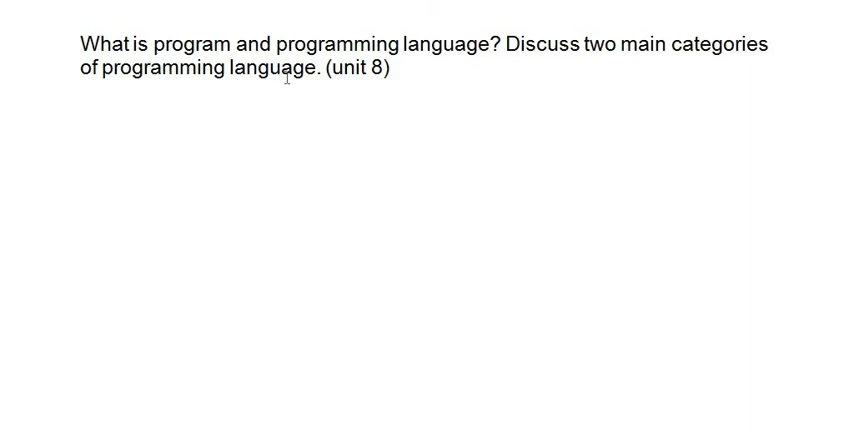 What is program and programming language? Discuss two main categories
of programming language. (unit 8)